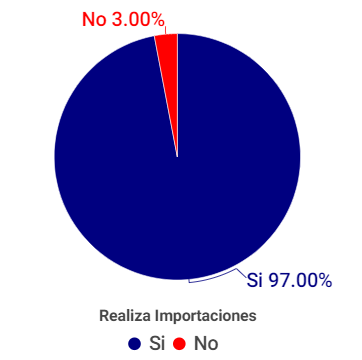 No 3.00%
Si 97.00%
Realiza Importaciones
Si No